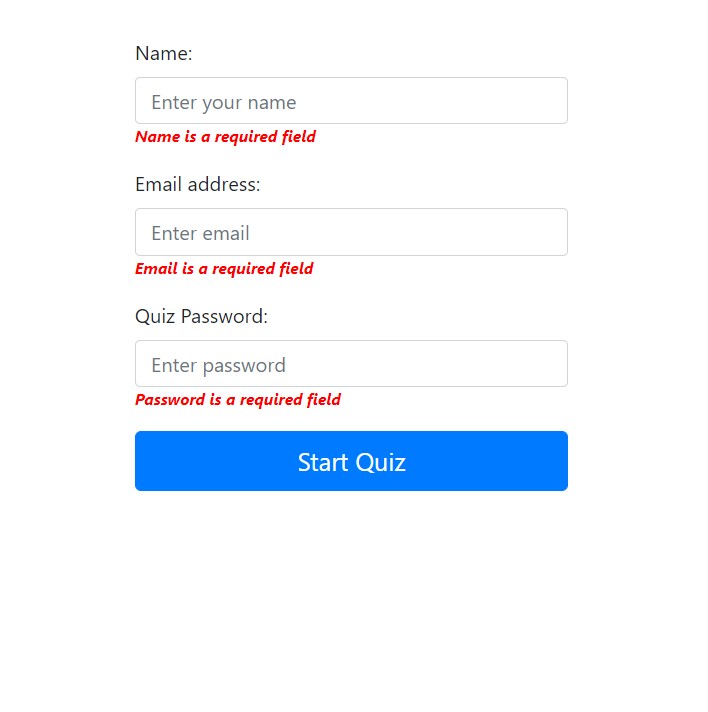 Name:
Enter your name
Name is a required field
Email address:
Enter email
Email is a required field
Quiz Password:
Enter password
Password is a required field
Start Quiz